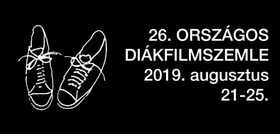 26. ORSZÁGOS
DIÁKFILMSZEMLE
2019. augusztus
21-25.